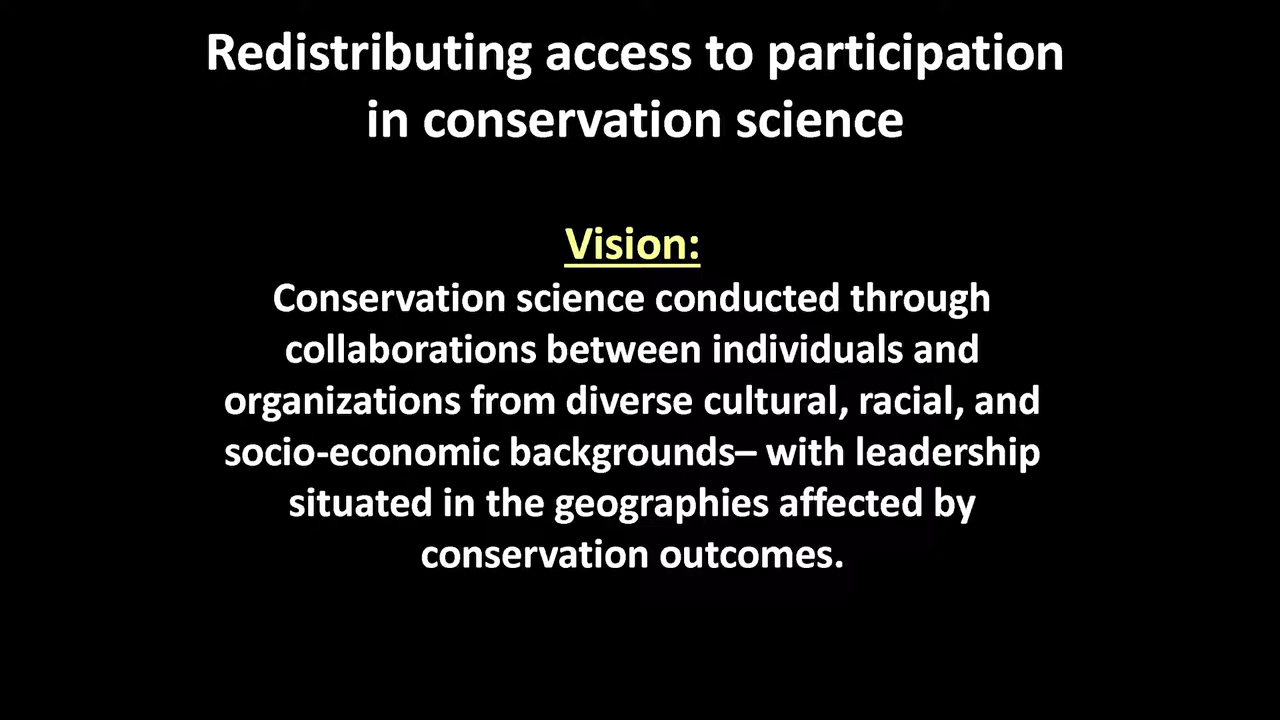 Redistributing access to participation
in conservation science
Vision:
Conservation science conducted through
collaborations between individuals and
organizations from diverse cultural, racial, and
socio-economic backgrounds– with leadership
situated in the geographies affected by
conservation outcomes.